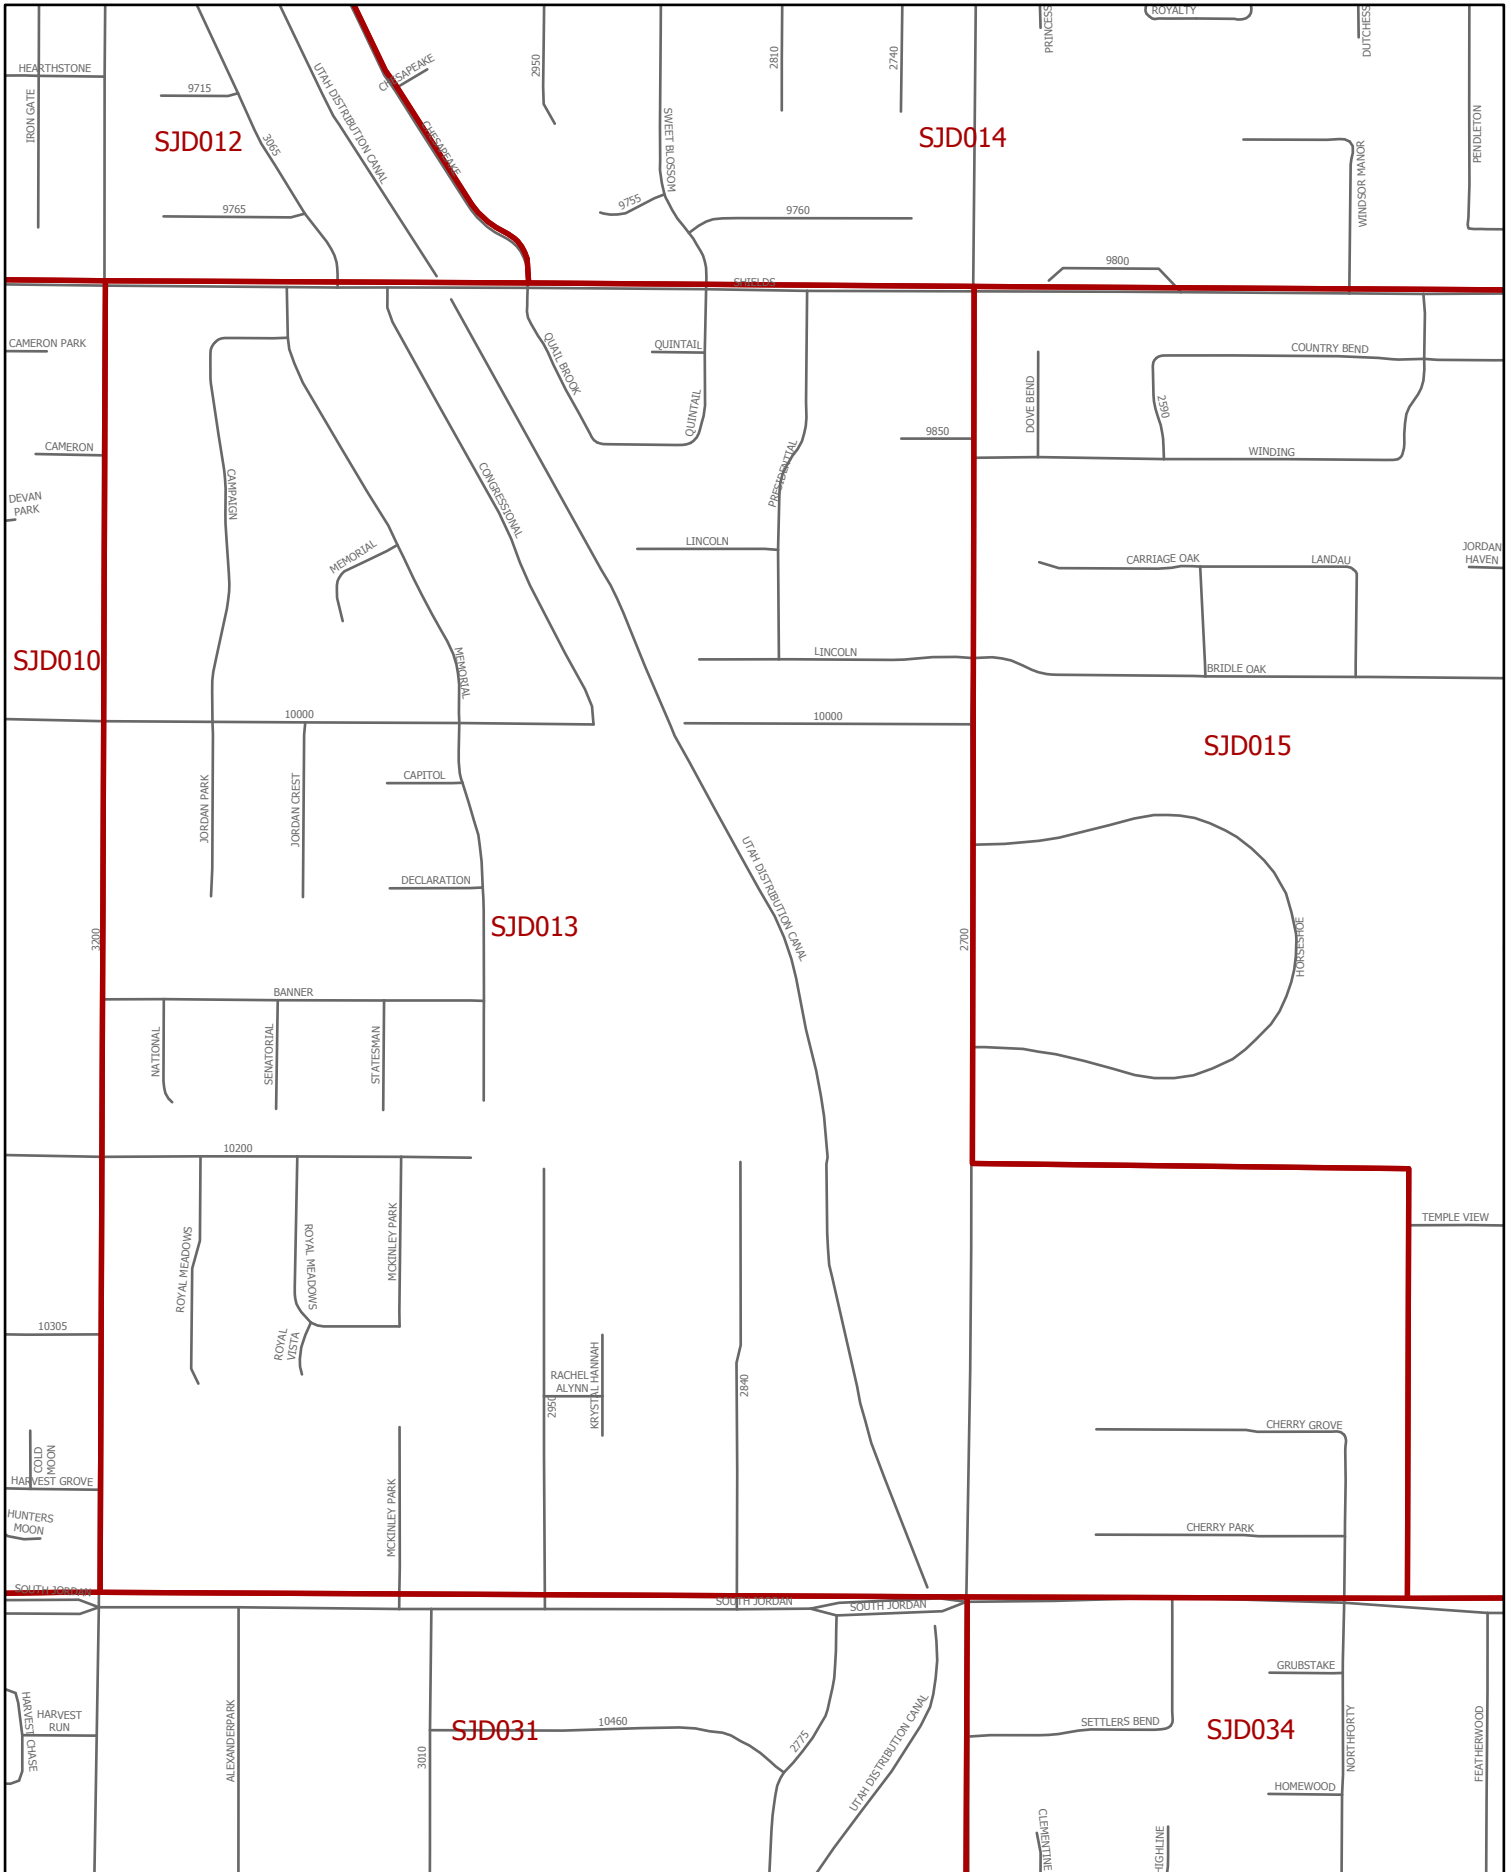 ROYALTY
PRINCESS
DUTCHESS
HEARTHSTONE
IRON GATE
9715
3065
UTAH DISTRIBUTION CANAL
CHESAPEAKE
CHESAPEAKE
2950
2810
2740
SWEET BLOSSOM
PENDLETON
WINDSOR MANOR
SJD012
SJD014
9765
9755
9760
9800
SHIELDS
CAMERON PARK
QUAIL BROOK
QUINTAIL
QUINTAIL
COUNTRY BEND
DOVE BEND
2590
CAMERON
9850
WINDING
CAMPAIGN
CONGRESSIONAL
PRESIDENTIAL
DEVAN
PARK
MEMORIAL
LINCOLN
CARRIAGE OAK
LANDAU
JORDAN
HAVEN
SJD010
MEMORIAL
LINCOLN
BRIDLE OAK
10000
10000
SJD015
JORDAN PARK
JORDAN CREST
CAPITOL
UTAH DISTRIBUTION CANAL
DECLARATION
SJD013
3200
2700
HORSESHOE
BANNER
NATIONAL
SENATORIAL
STATESMAN
10200
ROYAL MEADOWS
ROYAL MEADOWS
MCKINLEY PARK
TEMPLE VIEW
10305
ROYAL
VISTA
RACHEL
ALYNN
KRYSTAL HANNAH
2950
2840
CHERRY GROVE
COLD
MOON
HARVEST GROVE
HUNTERS
MOON
MCKINLEY PARK
CHERRY PARK
SOUTH JORDAN
SOUTH JORDAN
SOUTH JORDAN
HARVEST CHASE
HARVEST
RUN
ALEXANDERPARK
3010
SJD031
10460
2775
UTAH DISTRIBUTION CANAL
SETTLERS BEND
GRUBSTAKE
SJD034
NORTHFORTY
FEATHERWOOD
HOMEWOOD
CLEMENTINE
HIGHLINE